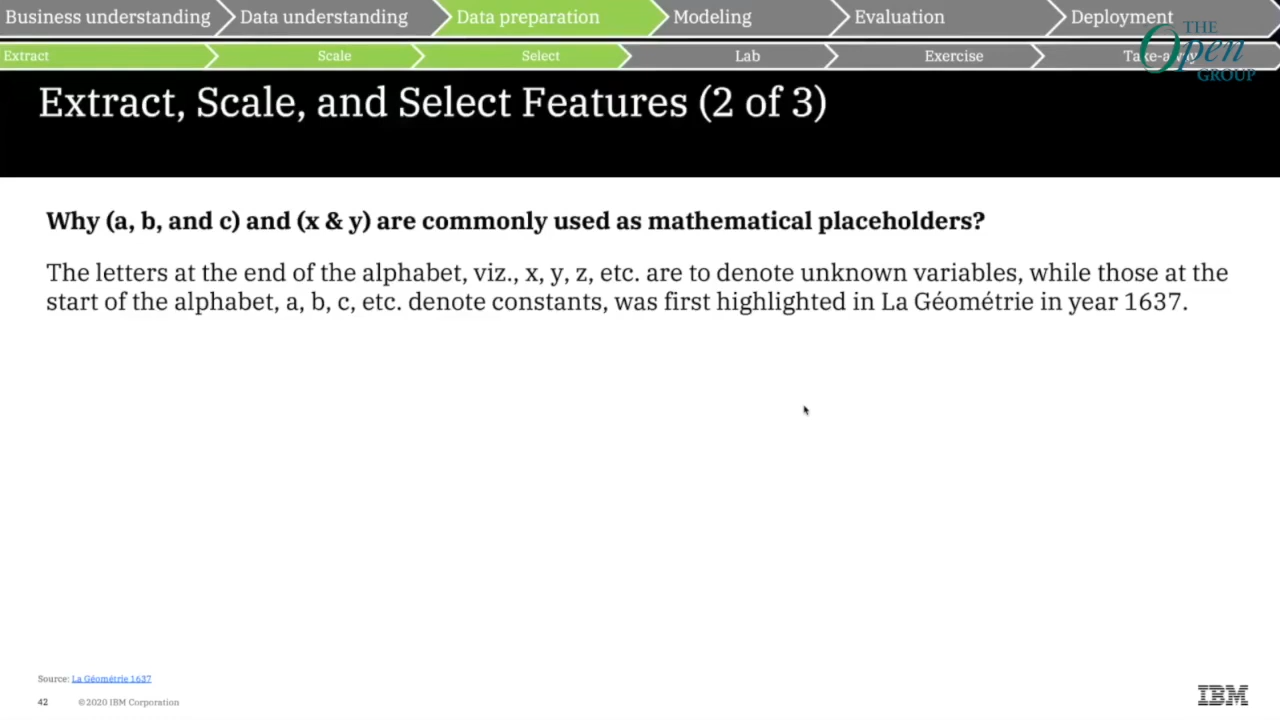 Business understanding Data understanding Data preparation Modeling Evaluation Deployment
THE Open GROUP
Extract Scale Select Lab Exercise Take-away
Extract, Scale, and Select Features (2 of 3)
Why (a, b, and c) and (x & y) are commonly used as mathematical placeholders?
The letters at the end of the alphabet, viz., x, y, z, etc. are to denote unknown variables, while those at the
start of the alphabet, a, b, c, etc. denote constants, was first highlighted in La Géométrie in year 1637.
Source: La Géométrie 1637
42 ©2020 IBM Corporation
IBM